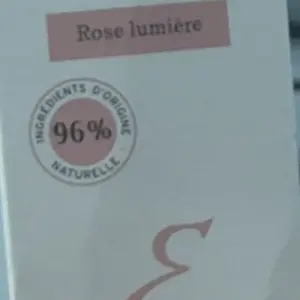 Rose lumière
INGRÉDIENTS D'ORIGINE
96%
NATURELLE